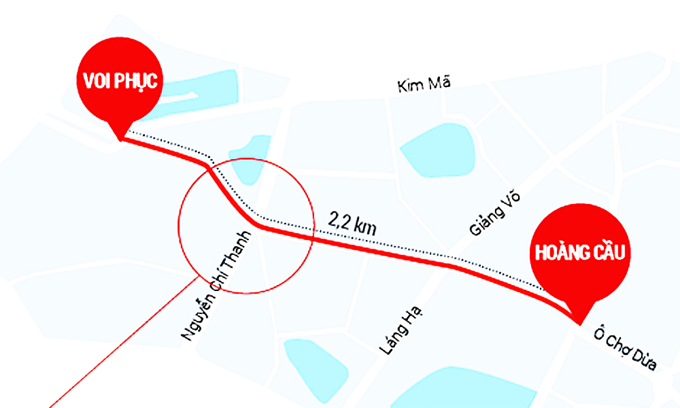 VOI PHỤC
Kim Mã
Giảng Võ
2,2 km
HOÀNG CẦU
Nguyễn Chí Thanh
Láng Hạ
Ô Chợ Dừa